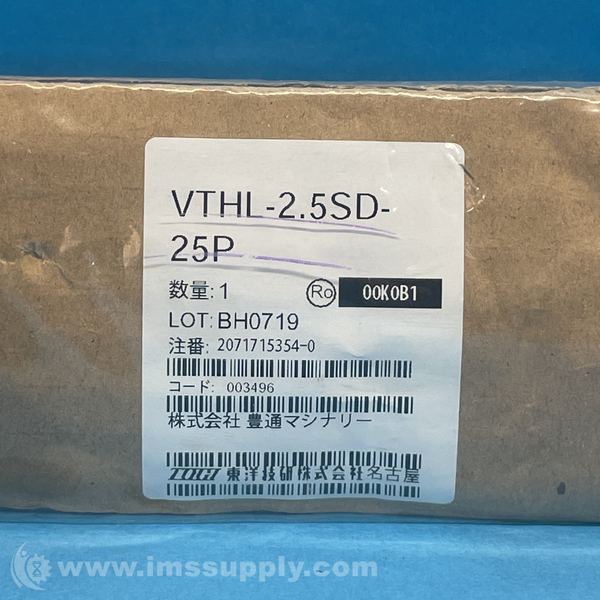 VTHL-2.5SD-
25P
数量:1 Ro 00K0B1
LOT: BH0719
注番: 2071715354-0
コード: 003496
株式会社 豊通マシナリー
TOGI 東洋技研株式会社名古屋
www.imssupply.com